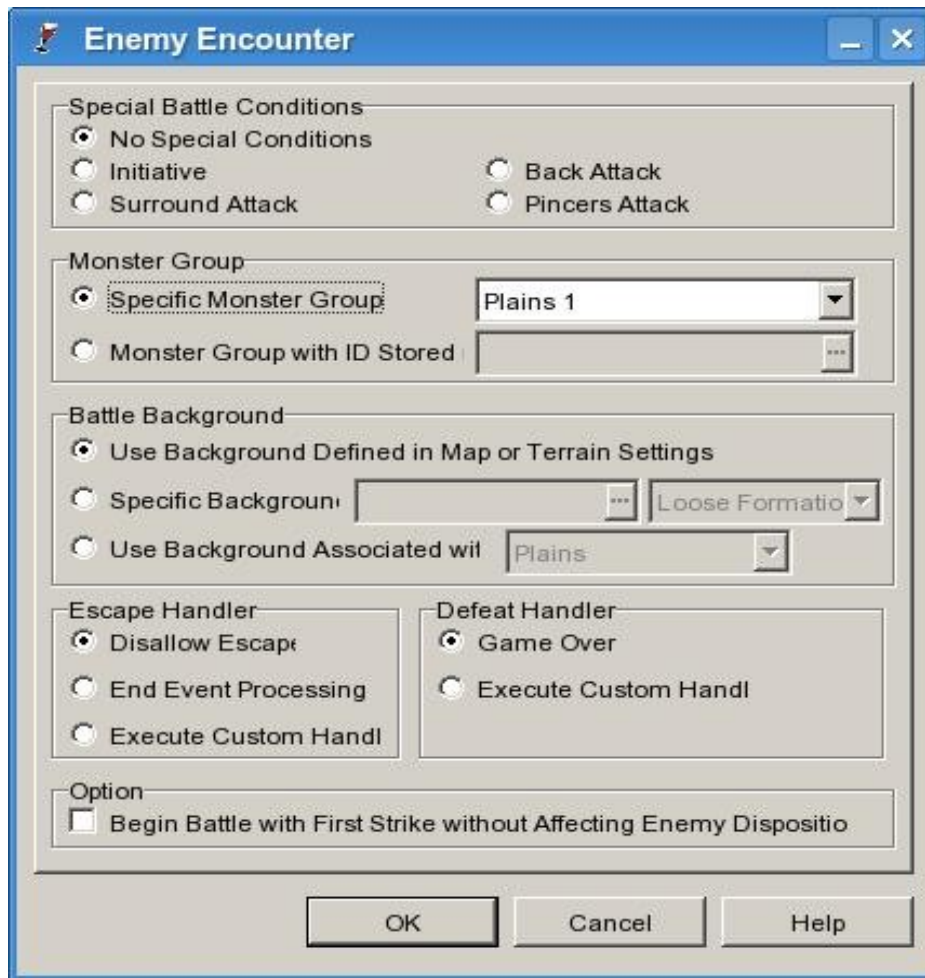 Enemy Encounter
Special Battle Conditions
No Special Conditions
Initiative
Back Attack
Surround Attack
Pincers Attack
Monster Group
Specific Monster Group
Plains 1
Monster Group with ID Stored
...
Battle Background
Use Background Defined in Map or Terrain Settings
Specific Background
...
Loose Formatio
Use Background Associated wit
Plains
Escape Handler
Defeat Handler
Disallow Escape
Game Over
End Event Processing
Execute Custom Handl
Execute Custom Handl
Option
Begin Battle with First Strike without Affecting Enemy Dispositio
OK
Cancel
Help